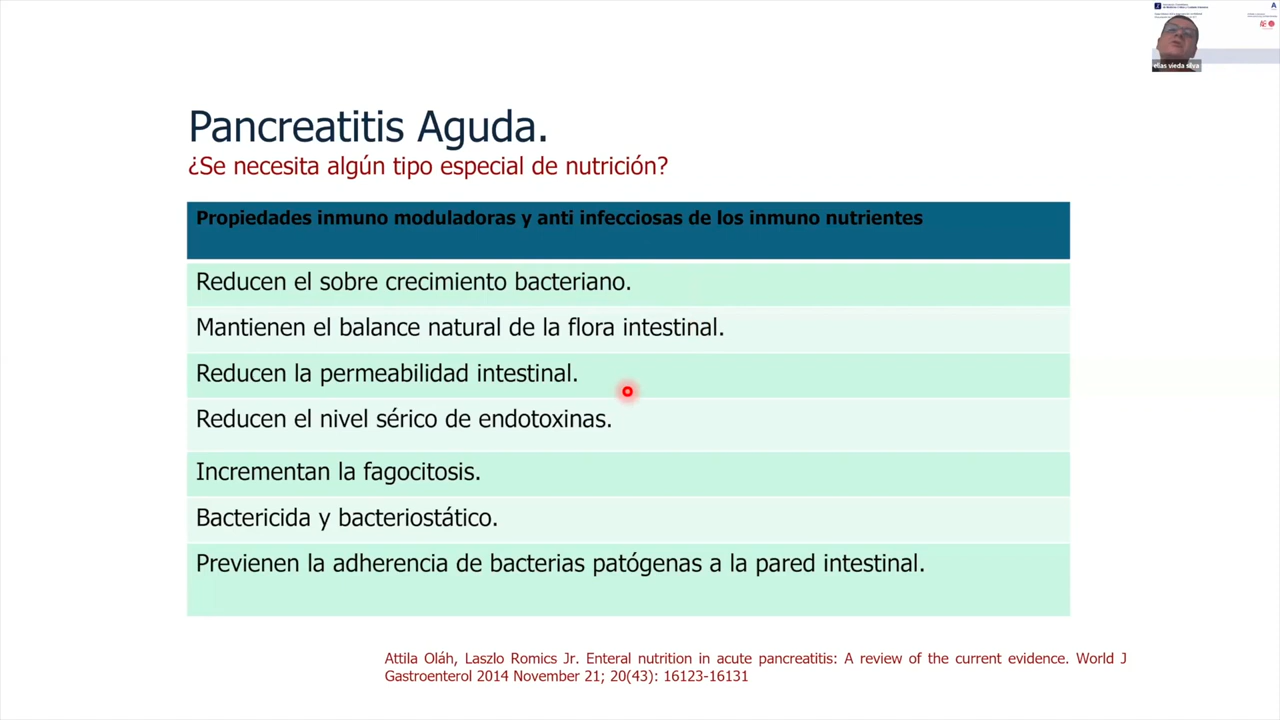 elias vieda silva
Pancreatitis Aguda.
¿Se necesita algún tipo especial de nutrición?
Propiedades inmuno moduladoras y anti infecciosas de los inmuno nutrientes
Reducen el sobre crecimiento bacteriano.
Mantienen el balance natural de la flora intestinal.
Reducen la permeabilidad intestinal.
Reducen el nivel sérico de endotoxinas.
Incrementan la fagocitosis.
Bactericida y bacteriostático.
Previenen la adherencia de bacterias patógenas a la pared intestinal.
Attila Oláh, Laszlo Romics Jr. Enteral nutrition in acute pancreatitis: A review of the current evidence. World J
Gastroenterol 2014 November 21; 20(43): 16123-16131